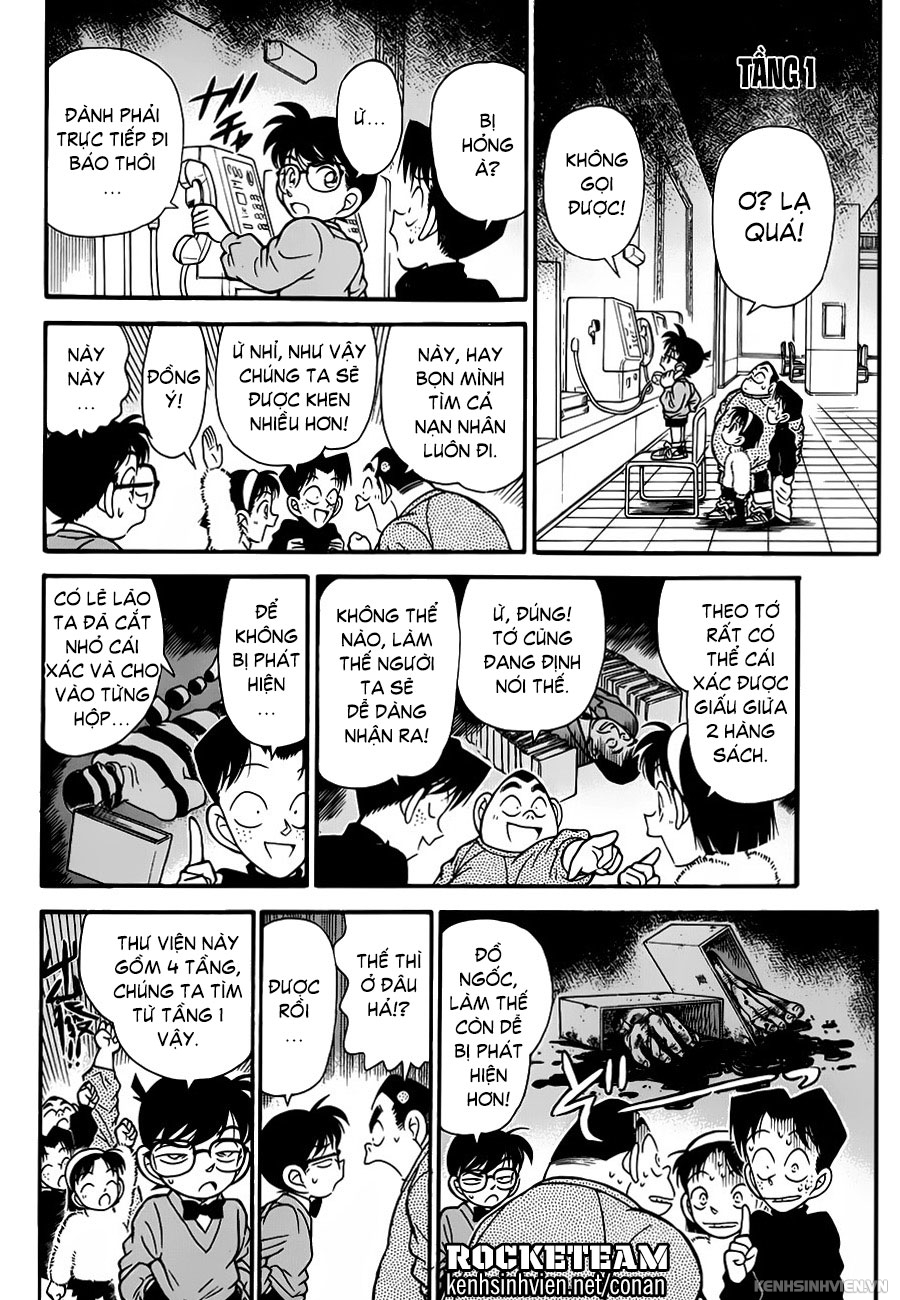 TẦNG 1
Ơ? LẠ
QUÁ!
KHÔNG
GỌI
ĐƯỢC!
BỊ
HỎNG
À?
Ừ...
ĐÀNH PHẢI
TRỰC TIẾP ĐI
BÁO THÔI
...
NÀY, HAY
BỌN MÌNH
TÌM CẢ
NẠN NHÂN
LUÔN ĐI.
Ừ NHỈ, NHƯ VẬY
CHÚNG TA SẼ
ĐƯỢC KHEN
NHIỀU HƠN!
ĐỒNG
Ý!
NÀY
NÀY
...
THEO TỚ
RẤT CÓ
THỂ CÁI
XÁC ĐƯỢC
GIẤU GIỮA
2 HÀNG
SÁCH.
Ừ, ĐÚNG!
TỚ CŨNG
ĐANG ĐỊNH
NÓI THẾ.
KHÔNG THỂ
NÀO, LÀM
THẾ NGƯỜI
TA SẼ
DỄ DÀNG
NHẬN RA!
ĐỂ
KHÔNG
BỊ PHÁT
HIỆN
...
CÓ LẼ LÃO
TA ĐÃ CẮT
NHỎ CÁI
XÁC VÀ CHO
VÀO TỪNG
HỘP...
ĐỒ
NGỐC,
LÀM THẾ
CÒN DỄ
BỊ PHÁT
HIỆN
HƠN!
THẾ THÌ
Ở ĐÂU
HẢ!?
ĐƯỢC
RỒI
...
THƯ VIỆN NÀY
GỒM 4 TẦNG,
CHÚNG TA TÌM
TỪ TẦNG 1
VẬY.
ROCKETEAM
kenhsinhvien.net/conan
KENHSINHVIEN.VN